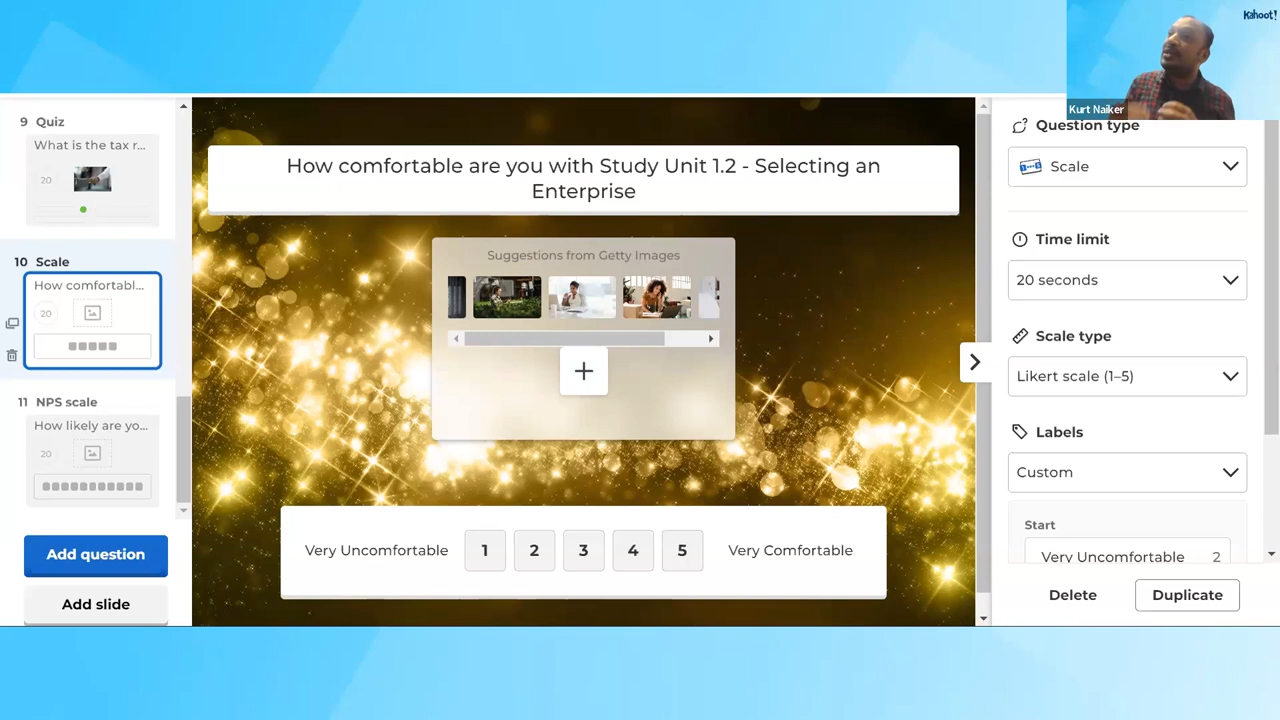 Kahoot!
Kurt Naiker
9 Quiz
What is the tax r...
20
10 Scale
How comfortabl...
20
11 NPS scale
How likely are yo...
20
Add question
Add slide
How comfortable are you with Study Unit 1.2 - Selecting an
Enterprise
Suggestions from Getty Images
+
Very Uncomfortable 1 2 3 4 5 Very Comfortable
Question type
Scale
Time limit
20 seconds
Scale type
Likert scale (1–5)
Labels
Custom
Start
Very Uncomfortable 2
Delete Duplicate